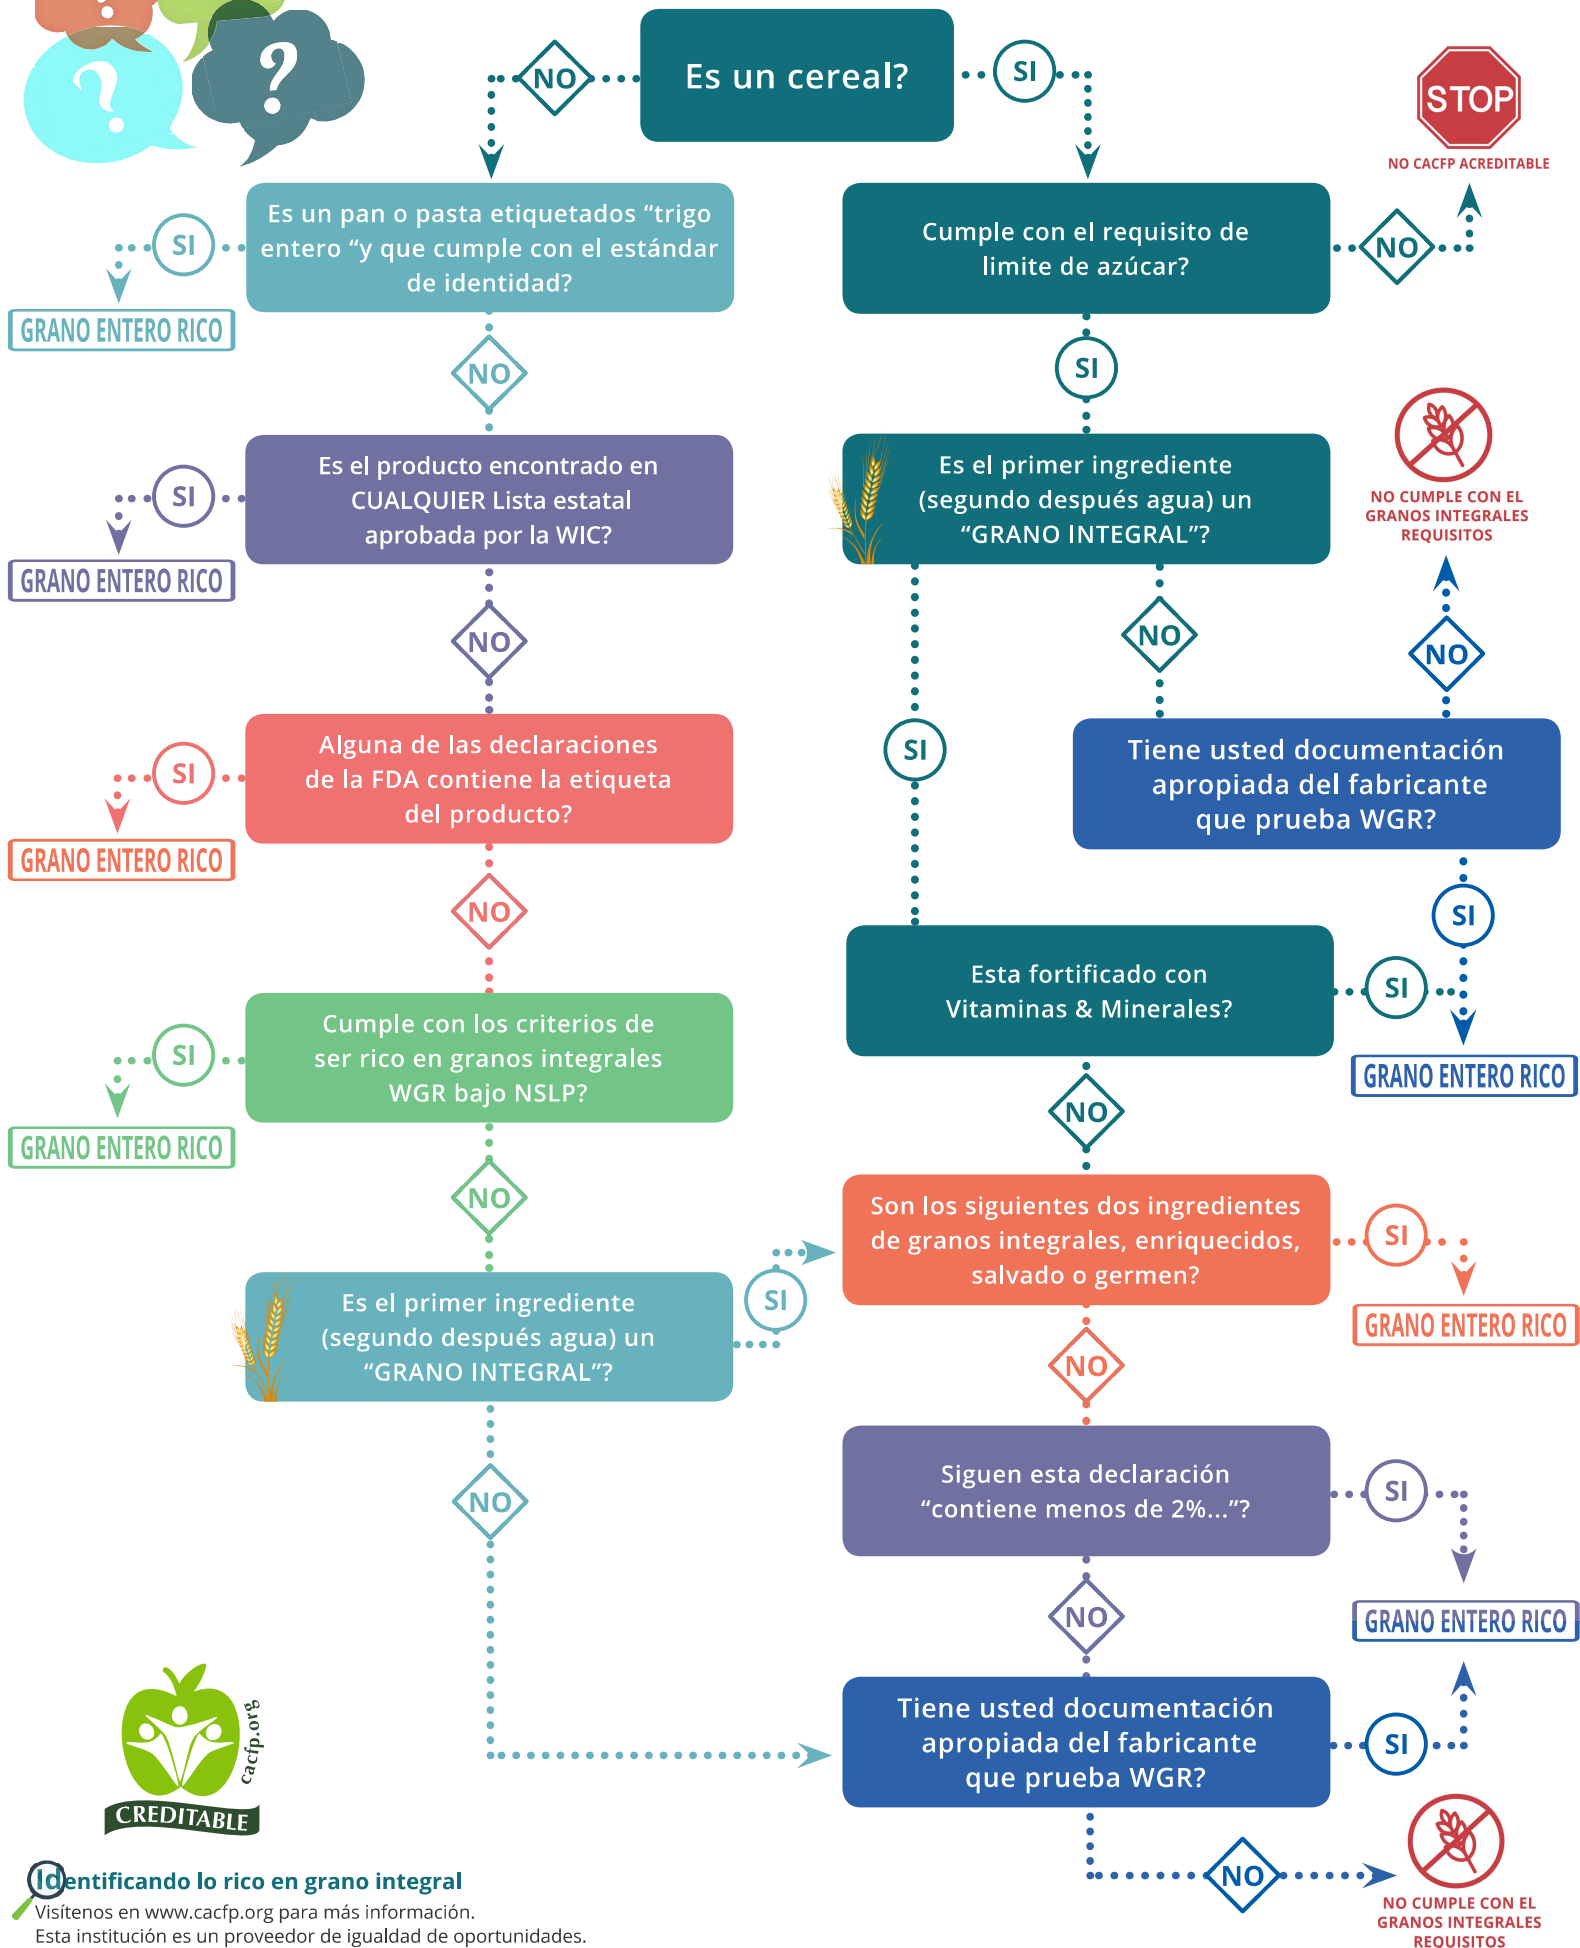 ?
?
?
Es un cereal?
NO
SI
STOP
NO CACFP ACREDITABLE
Es un pan o pasta etiquetados “trigo
entero “y que cumple con el estándar
de identidad?
SI
GRANO ENTERO RICO
NO
Cumple con el requisito de
limite de azúcar?
NO
SI
Es el producto encontrado en
CUALQUIER Lista estatal
aprobada por la WIC?
SI
GRANO ENTERO RICO
NO
Es el primer ingrediente
(segundo después agua) un
“GRANO INTEGRAL”?
NO
SI
NO CUMPLE CON EL
GRANOS INTEGRALES
REQUISITOS
NO
Alguna de las declaraciones
de la FDA contiene la etiqueta
del producto?
SI
GRANO ENTERO RICO
NO
Tiene usted documentación
apropiada del fabricante
que prueba WGR?
SI
Esta fortificado con
Vitaminas & Minerales?
SI
GRANO ENTERO RICO
NO
Cumple con los criterios de
ser rico en granos integrales
WGR bajo NSLP?
SI
GRANO ENTERO RICO
NO
Son los siguientes dos ingredientes
de granos integrales, enriquecidos,
salvado o germen?
SI
GRANO ENTERO RICO
NO
Es el primer ingrediente
(segundo después agua) un
“GRANO INTEGRAL”?
SI
NO
Siguen esta declaración
“contiene menos de 2%...”?
SI
GRANO ENTERO RICO
NO
Tiene usted documentación
apropiada del fabricante
que prueba WGR?
SI
NO
NO CUMPLE CON EL
GRANOS INTEGRALES
REQUISITOS
cacfp.org
CREDITABLE
Identificando lo rico en grano integral
Visítenos en www.cacfp.org para más información.
Esta institución es un proveedor de igualdad de oportunidades.